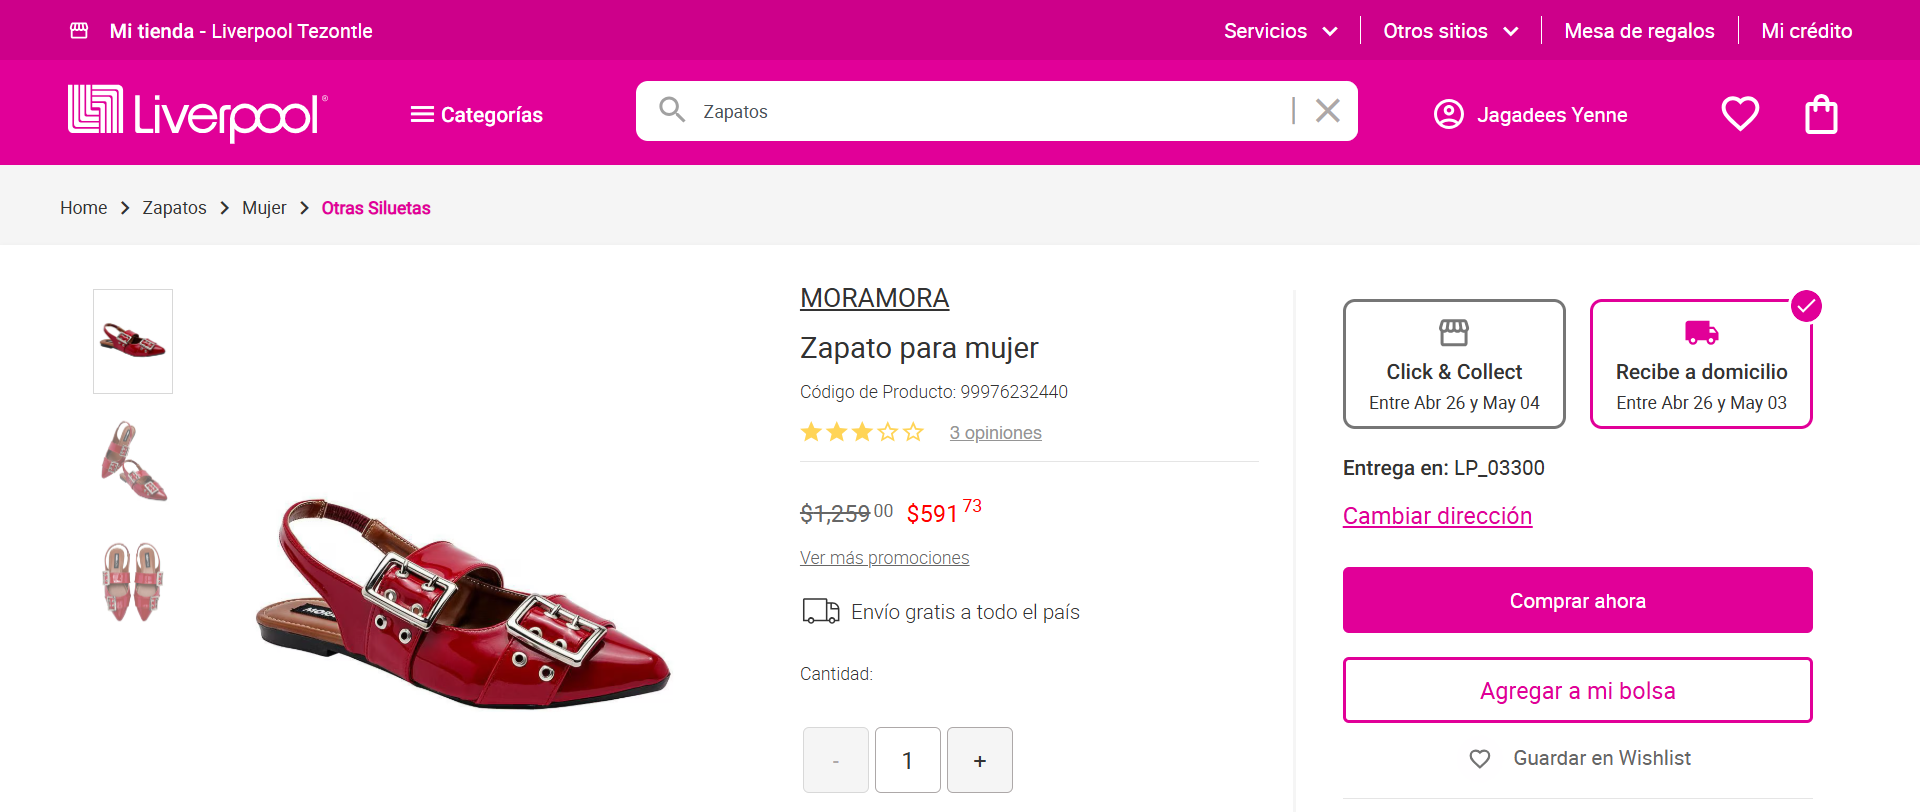 Mi tienda - Liverpool Tezontle
Servicios
Otros sitios
Mesa de regalos
Mi crédito
Liverpool®
Categorías
Zapatos
Jagadees Yenne
Home
Zapatos
Mujer
Otras Siluetas
MORAMORA
Zapato para mujer
Código de Producto: 99976232440
3 opiniones
$1,259 00 $591 73
Ver más promociones
Envío gratis a todo el país
Cantidad:
- 1 +
Click & Collect
Entre Abr 26 y May 04
Recibe a domicilio
Entre Abr 26 y May 03
Entrega en: LP_03300
Cambiar dirección
Comprar ahora
Agregar a mi bolsa
Guardar en Wishlist